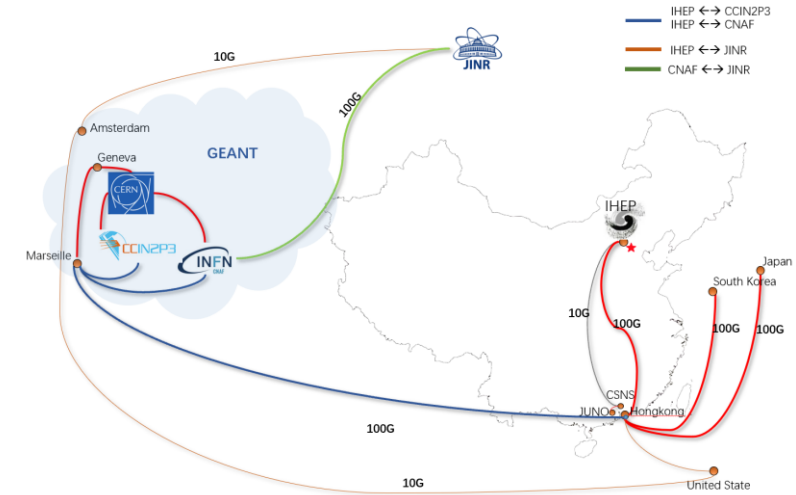 IHEP ←→ CCIN2P3
IHEP ←→ CNAF
IHEP ←→ JINR
CNAF ←→ JINR
10G
JINR
100G
Amsterdam
GEANT
Geneva
CERN
CCIN2P3
Marseille
INFN
CNAF
IHEP
Japan
South Korea
10G
100G
100G
100G
CSNS
JUNO
Hongkong
100G
10G
United State